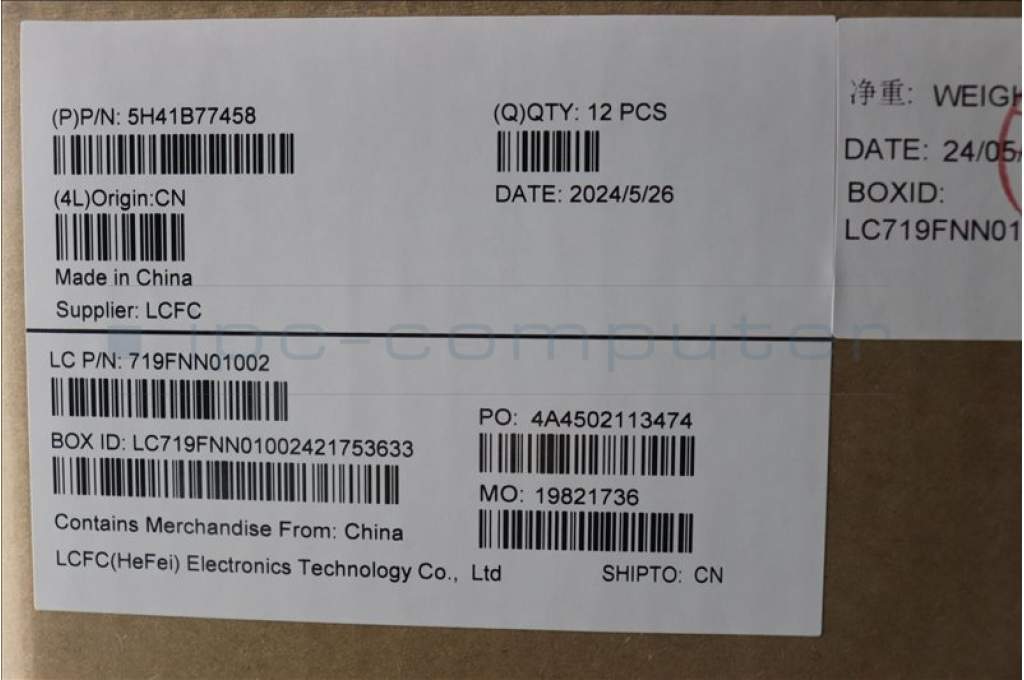 (P)P/N: 5H41B77458
(Q)QTY: 12 PCS
(4L)Origin:CN
DATE: 2024/5/26
Made in China
Supplier: LCFC
LC P/N: 719FNN01002
PO: 4A4502113474
BOX ID: LC719FNN01002421753633
MO: 19821736
Contains Merchandise From: China
LCFC(HeFei) Electronics Technology Co., Ltd
SHIPTO: CN
净重: WEIGH
DATE: 24/05/
BOXID:
LC719FNN01
ipc-computer